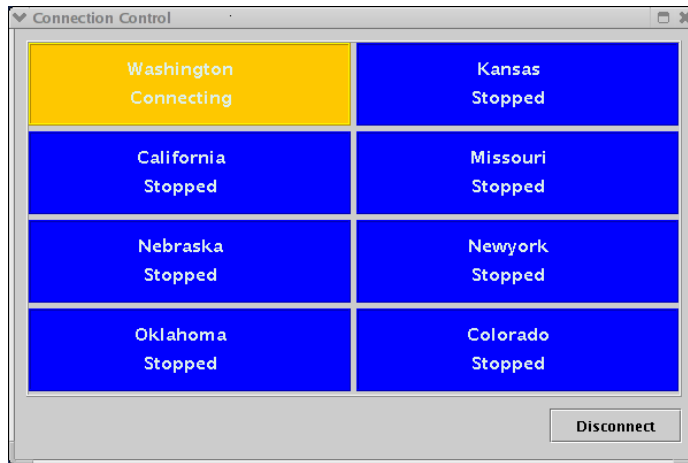 Connection Control
Washington
Connecting
Kansas
Stopped
California
Stopped
Missouri
Stopped
Nebraska
Stopped
Newyork
Stopped
Oklahoma
Stopped
Colorado
Stopped
Disconnect